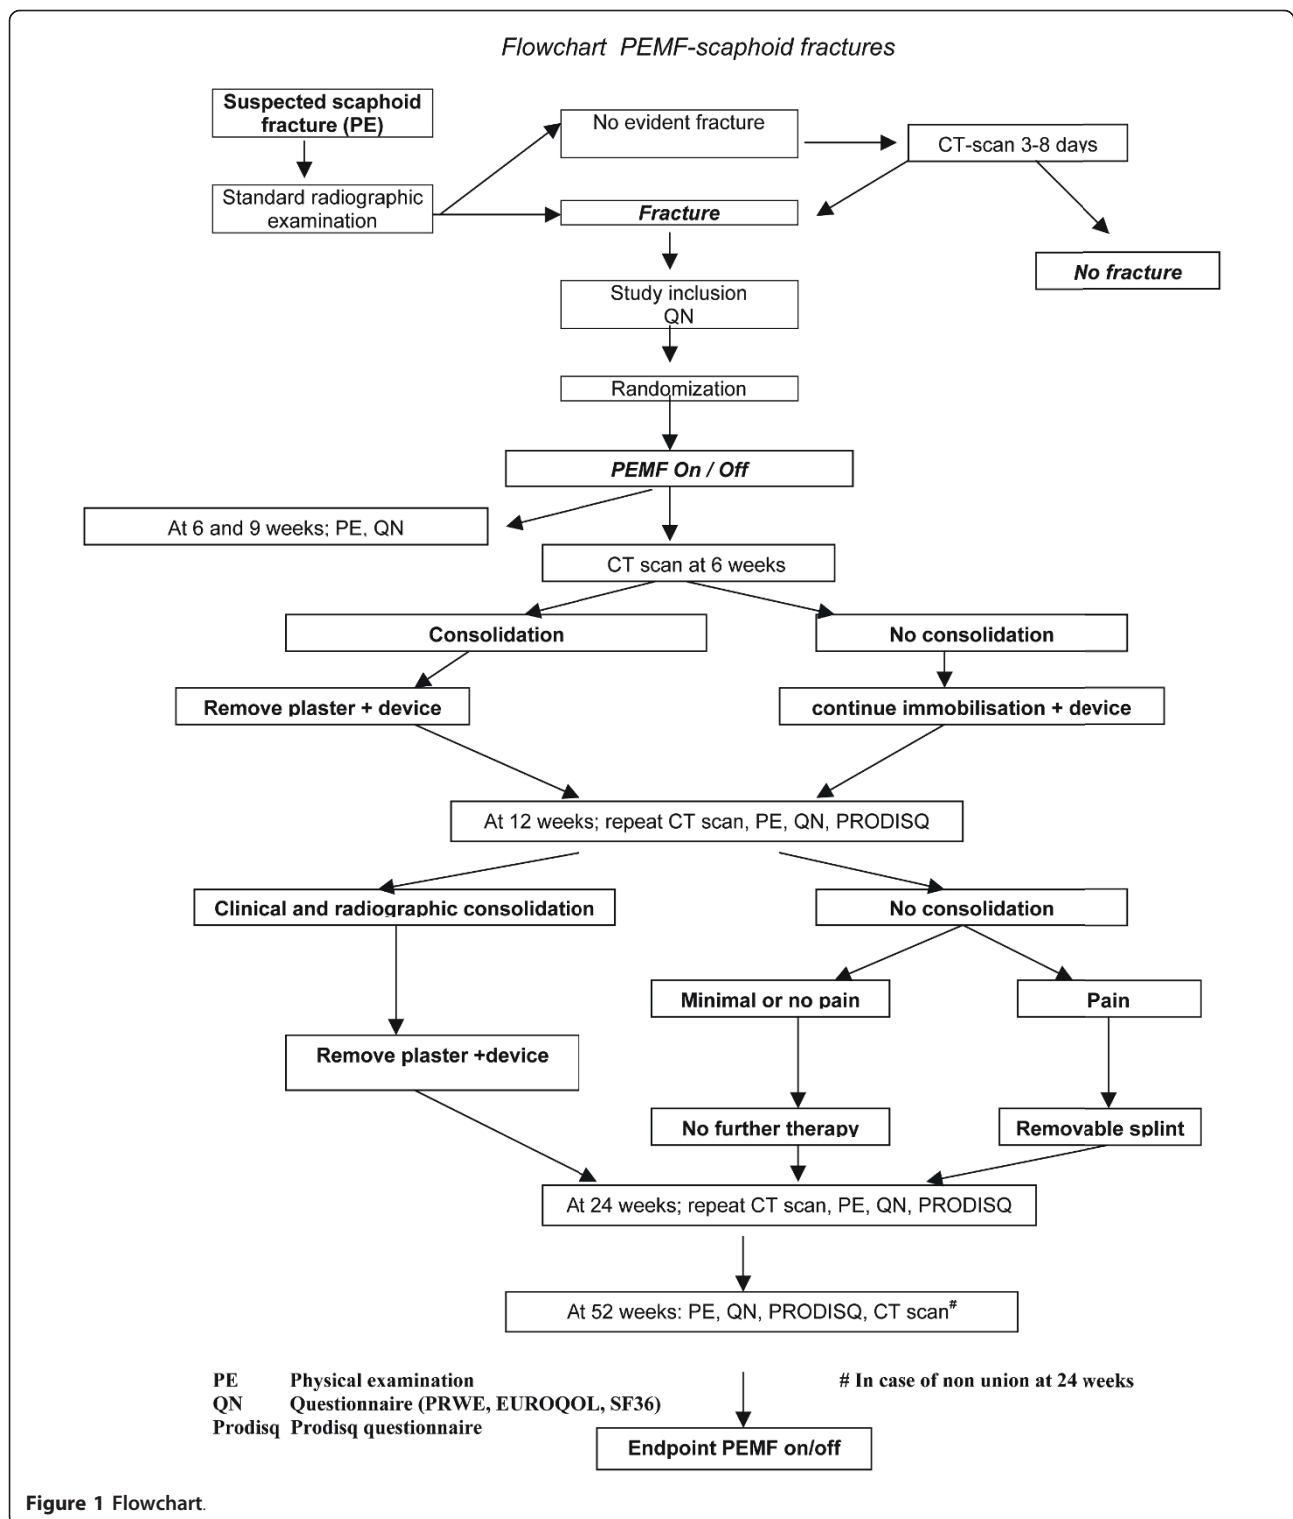 Flowchart PEMF-scaphoid fractures
Suspected scaphoid
fracture (PE)
No evident fracture
CT-scan 3-8 days
Standard radiographic
examination
Fracture
No fracture
Study inclusion
QN
Randomization
PEMF On / Off
At 6 and 9 weeks; PE, QN
CT scan at 6 weeks
Consolidation
No consolidation
Remove plaster + device
continue immobilisation + device
At 12 weeks; repeat CT scan, PE, QN, PRODISQ
Clinical and radiographic consolidation
No consolidation
Minimal or no pain
Pain
Remove plaster +device
No further therapy
Removable splint
At 24 weeks; repeat CT scan, PE, QN, PRODISQ
At 52 weeks: PE, QN, PRODISQ, CT scan#
PE Physical examination
# In case of non union at 24 weeks
QN Questionnaire (PRWE, EUROQOL, SF36)
Prodisq Prodisq questionnaire
Endpoint PEMF on/off
Figure 1 Flowchart.